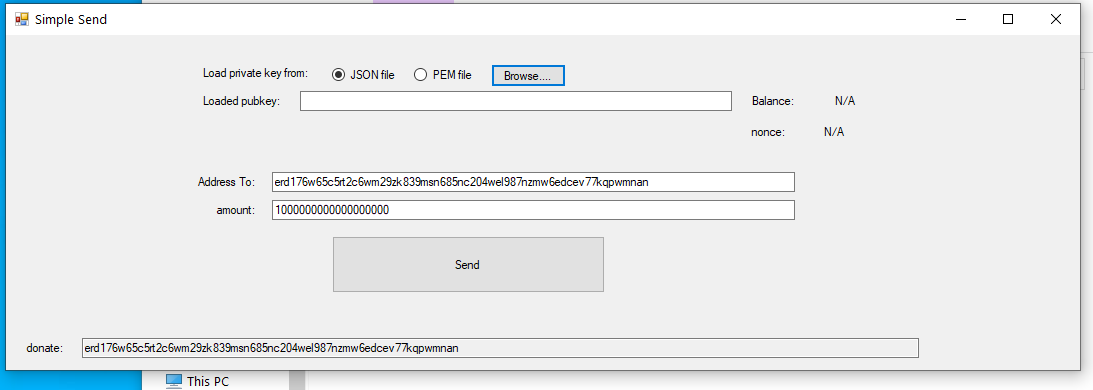 Simple Send
Load private key from: JSON file PEM file Browse....
Loaded pubkey: Balance: N/A
nonce: N/A
Address To: erd176w65c5rt2c6wm29zk839msn685nc204wel987nzmw6edcev77kqpwmnan
amount: 1000000000000000000
Send
donate: erd176w65c5rt2c6wm29zk839msn685nc204wel987nzmw6edcev77kqpwmnan
This PC